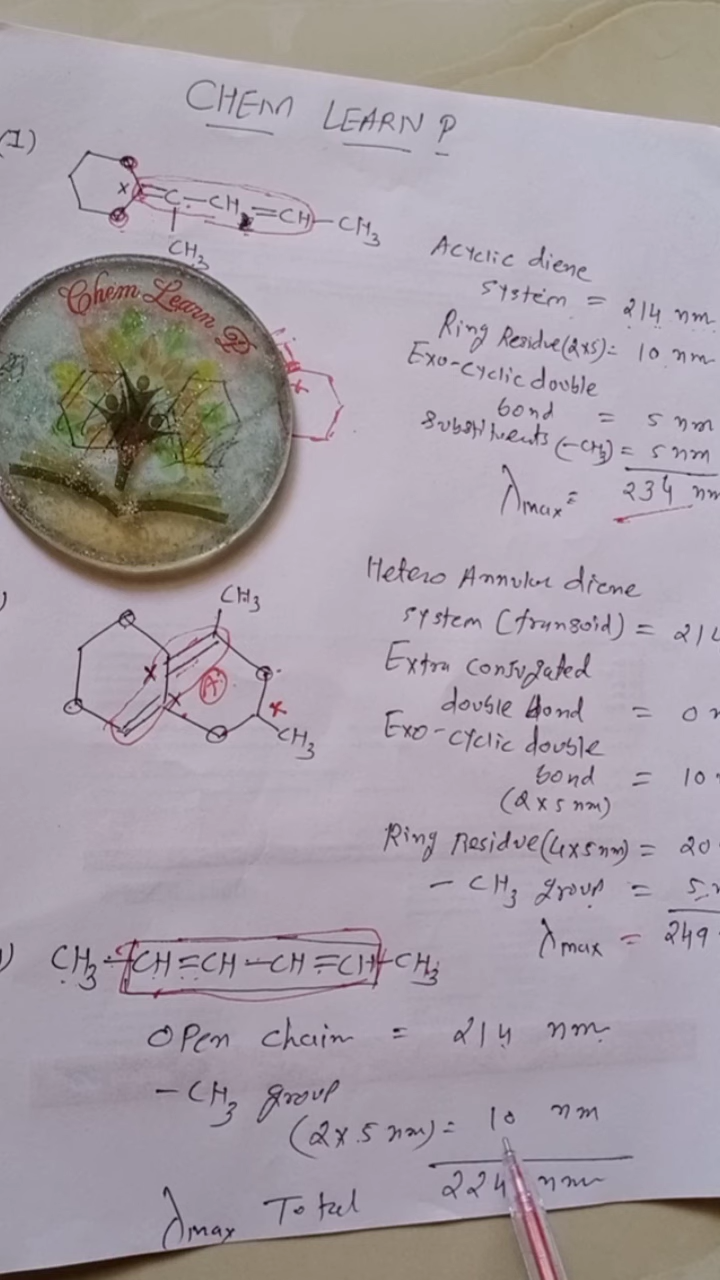 CHEM LEARN P
(1)
=C-CH=CH-CH3
CH3
Chem Learn P
Acyclic diene
system = 214 nm
Ring Residue (2x5) = 10 nm
Exo-cyclic double
bond = 5 nm
Substituents (-CH3) = 5 nm
λmax = 234 nm
CH3
CH3
Hetero Annular diene
system (transoid) = 214
Extra conjugated
double bond = 0
Exo-cyclic double
bond = 10
(2 x 5 nm)
Ring Residue (4x5 nm) = 20
- CH3 group = 5
λmax = 249
CH3-CH=CH-CH=CH-CH3
Open chain = 214 nm
- CH3 group
(2 x 5 nm) = 10 nm
λmax Total 224 nm